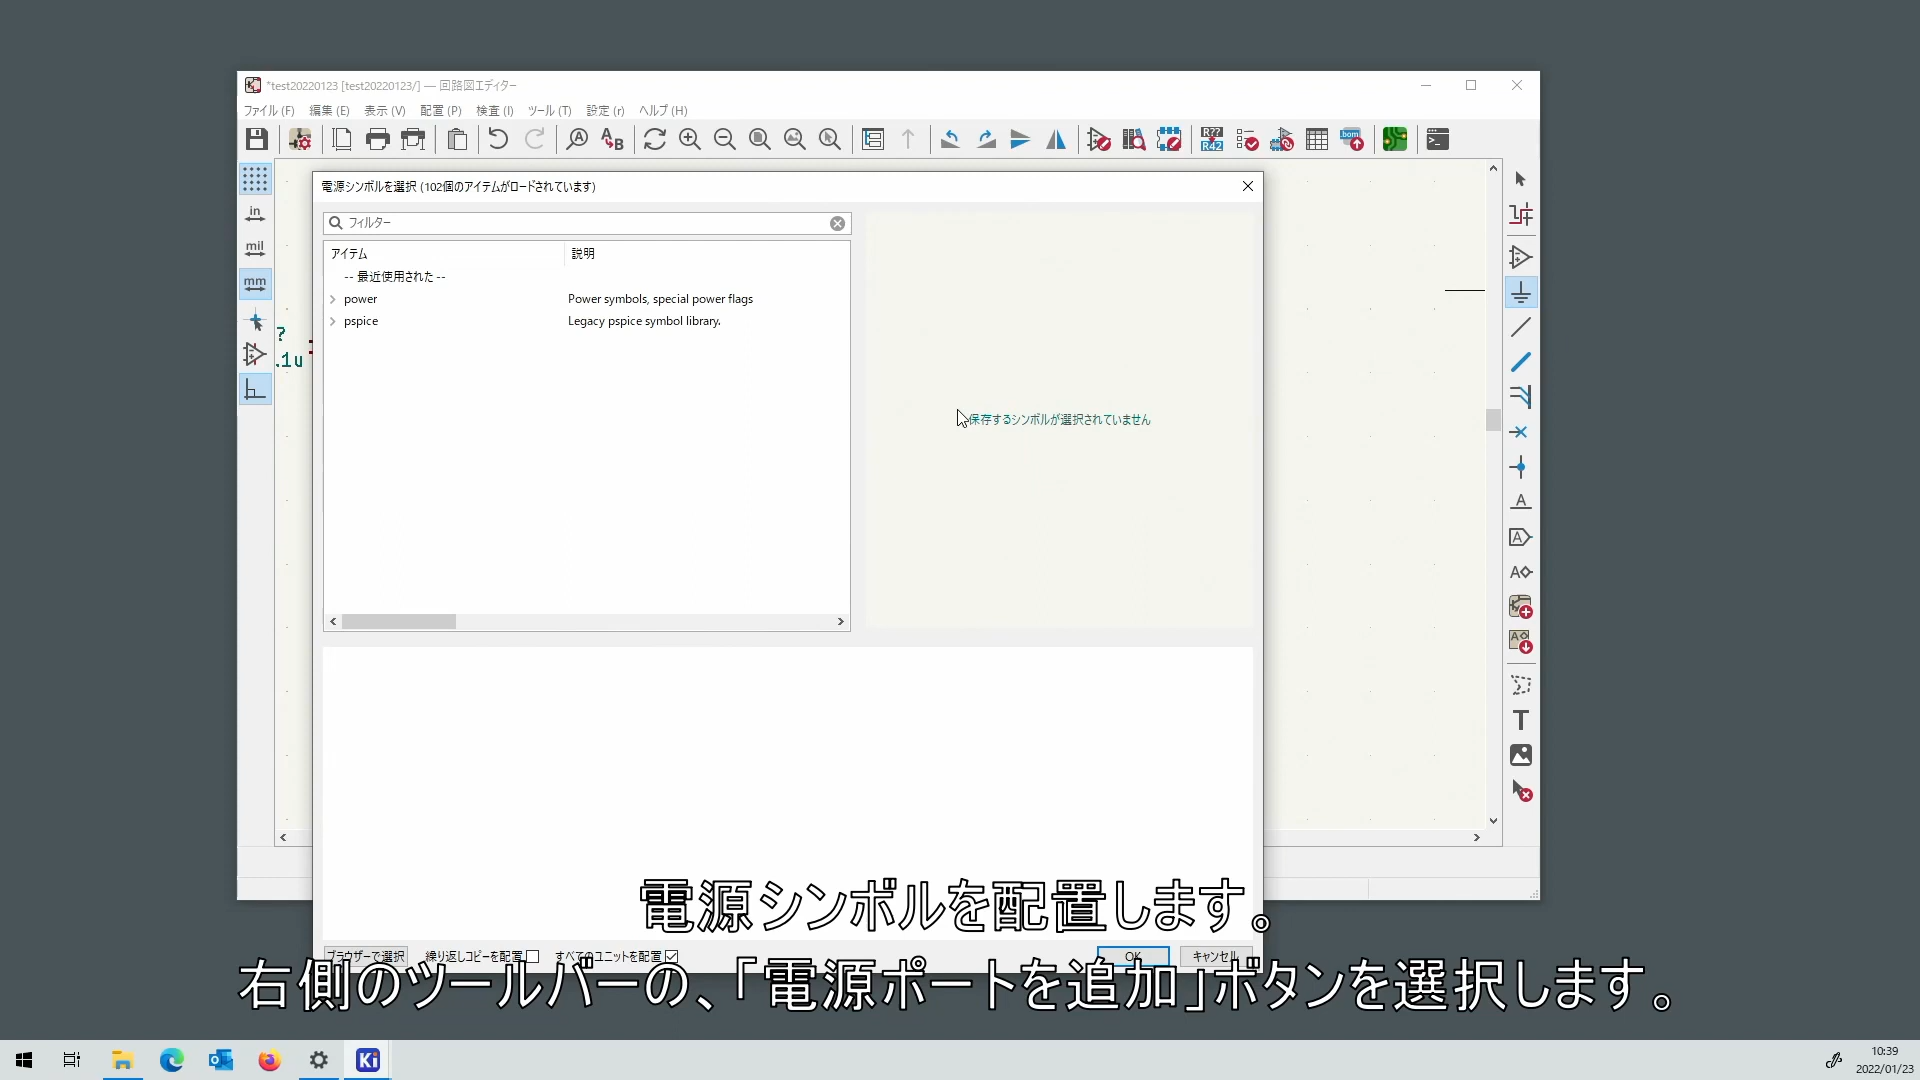 *test20220123 [test20220123/] — 回路図エディター
ファイル (F) 編集 (E) 表示 (V) 配置 (P) 検査 (I) ツール (T) 設定 (r) ヘルプ (H)
A
A B
R??
R42
.bom
電源シンボルを選択 (102個のアイテムがロードされています)
フィルター
in
mil
mm
アイテム 説明
-- 最近使用された --
power Power symbols, special power flags
pspice Legacy pspice symbol library.
?
.1u
保存するシンボルが選択されていません
A
A
A
A
T
電源シンボルを配置します。
ブラウザーで選択 繰り返しコピーを配置 すべてのユニットを配置 OK キャンセル
右側のツールバーの、「電源ポートを追加」ボタンを選択します。
Ki
10:39
2022/01/23